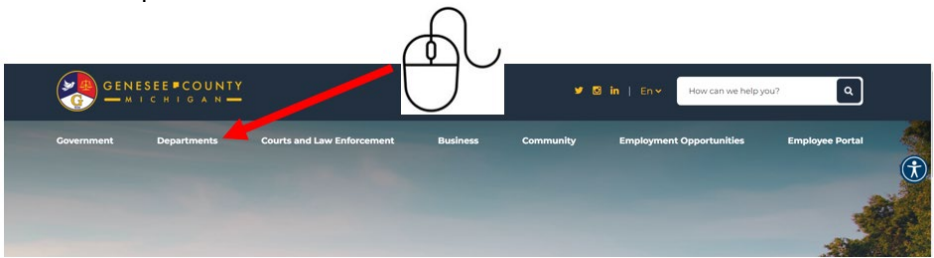 GENESEE COUNTY
MICHIGAN
in | En
How can we help you?
Government Departments Courts and Law Enforcement Business Community Employment Opportunities Employee Portal